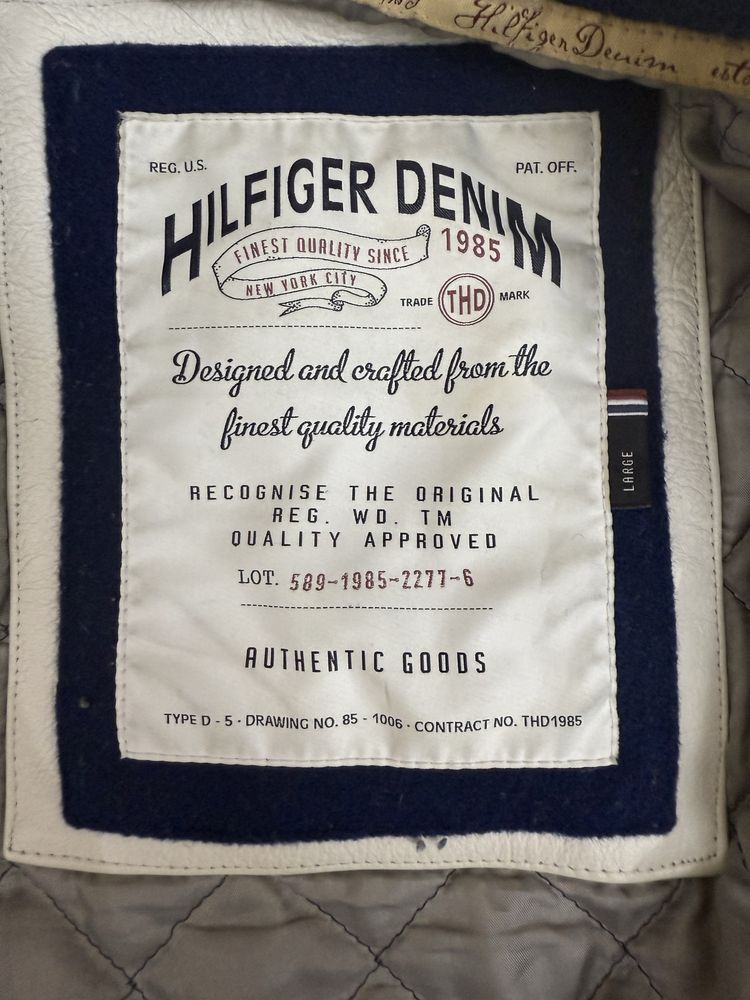 Hilfiger Denim
REG. U.S. PAT. OFF.
HILFIGER DENIM
FINEST QUALITY SINCE 1985
NEW YORK CITY
TRADE THD MARK
Designed and crafted from the
finest quality materials
LARGE
RECOGNISE THE ORIGINAL
REG. WD. TM
QUALITY APPROVED
LOT. 589-1985-2277-6
AUTHENTIC GOODS
TYPE D - 5 · DRAWING NO. 85 - 1006 · CONTRACT NO. THD1985